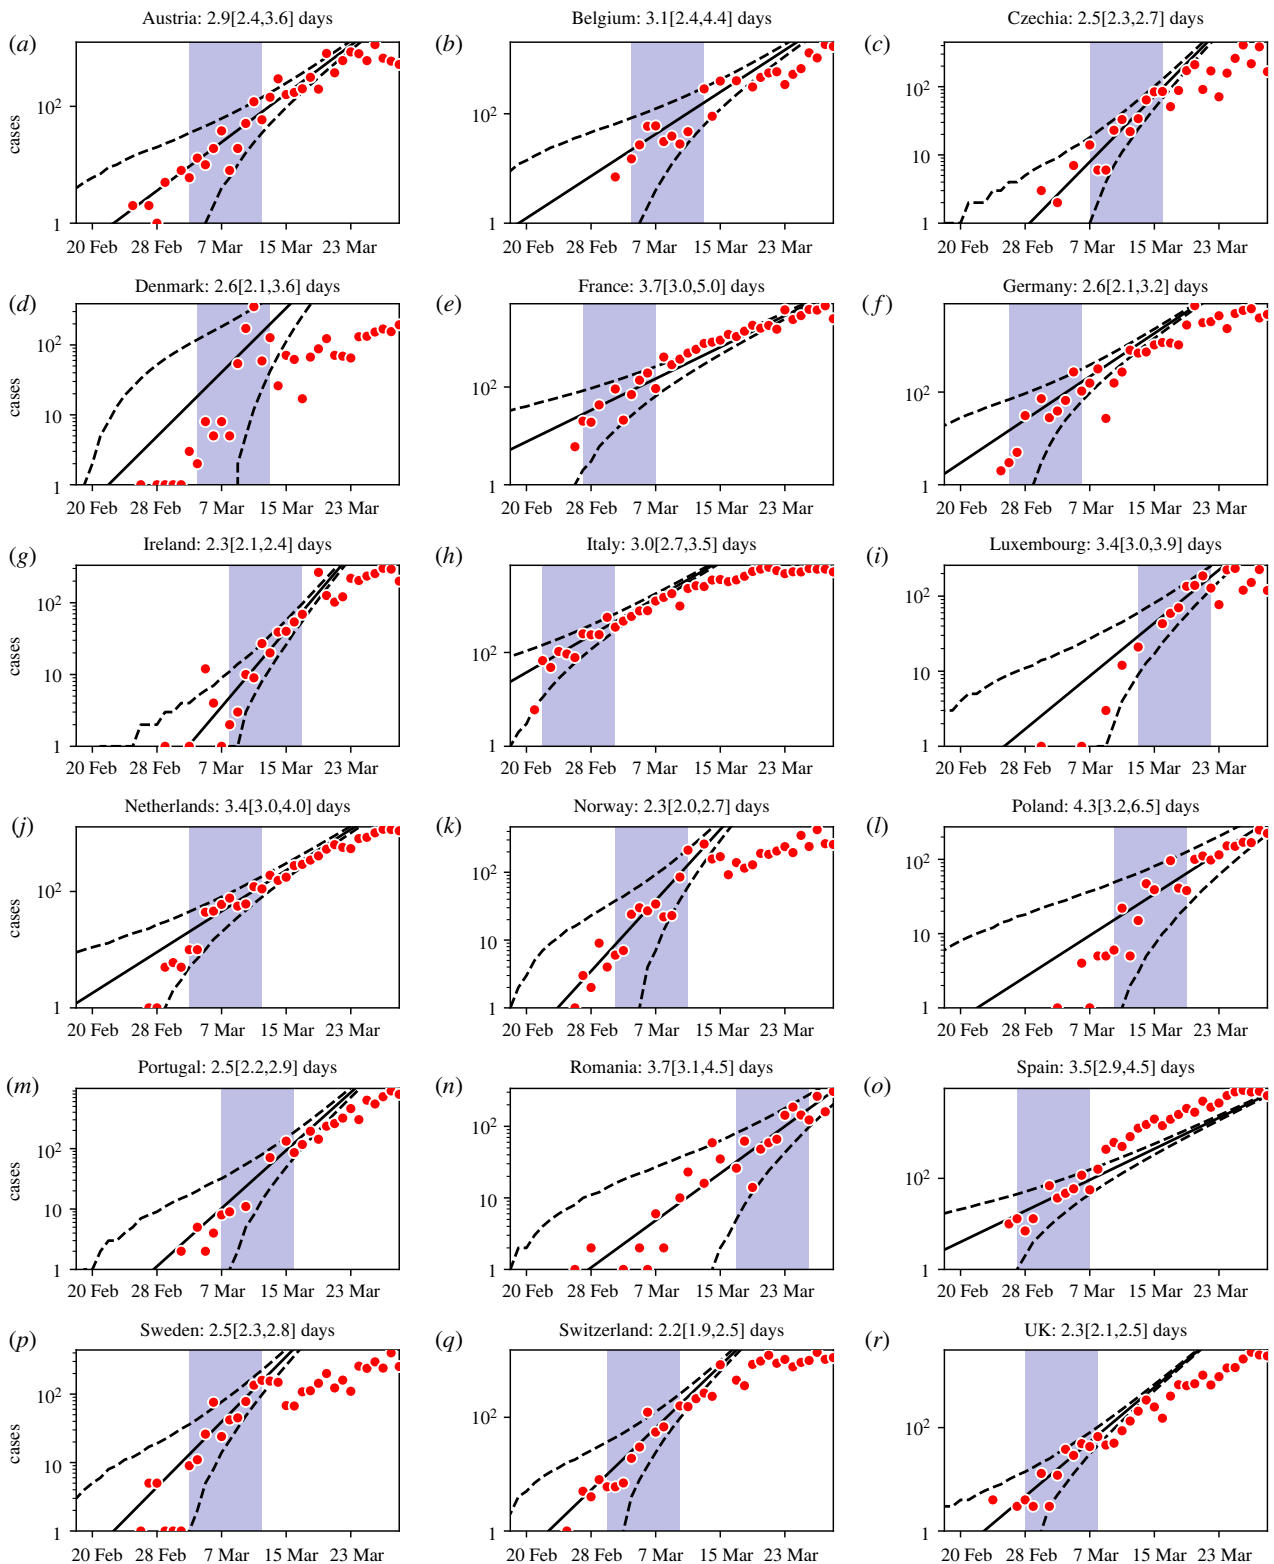 (a) Austria: 2.9[2.4,3.6] days
cases
10²
1
20 Feb 28 Feb 7 Mar 15 Mar 23 Mar
(b) Belgium: 3.1[2.4,4.4] days
10²
1
20 Feb 28 Feb 7 Mar 15 Mar 23 Mar
(c) Czechia: 2.5[2.3,2.7] days
10²
10
1
20 Feb 28 Feb 7 Mar 15 Mar 23 Mar
(d) Denmark: 2.6[2.1,3.6] days
cases
10²
10
1
20 Feb 28 Feb 7 Mar 15 Mar 23 Mar
(e) France: 3.7[3.0,5.0] days
10²
1
20 Feb 28 Feb 7 Mar 15 Mar 23 Mar
(f) Germany: 2.6[2.1,3.2] days
10²
1
20 Feb 28 Feb 7 Mar 15 Mar 23 Mar
(g) Ireland: 2.3[2.1,2.4] days
cases
10²
10
1
20 Feb 28 Feb 7 Mar 15 Mar 23 Mar
(h) Italy: 3.0[2.7,3.5] days
10²
1
20 Feb 28 Feb 7 Mar 15 Mar 23 Mar
(i) Luxembourg: 3.4[3.0,3.9] days
10²
10
1
20 Feb 28 Feb 7 Mar 15 Mar 23 Mar
(j) Netherlands: 3.4[3.0,4.0] days
cases
10²
1
20 Feb 28 Feb 7 Mar 15 Mar 23 Mar
(k) Norway: 2.3[2.0,2.7] days
10²
10
1
20 Feb 28 Feb 7 Mar 15 Mar 23 Mar
(l) Poland: 4.3[3.2,6.5] days
10²
10
1
20 Feb 28 Feb 7 Mar 15 Mar 23 Mar
(m) Portugal: 2.5[2.2,2.9] days
cases
10²
10
1
20 Feb 28 Feb 7 Mar 15 Mar 23 Mar
(n) Romania: 3.7[3.1,4.5] days
10²
10
1
20 Feb 28 Feb 7 Mar 15 Mar 23 Mar
(o) Spain: 3.5[2.9,4.5] days
10²
1
20 Feb 28 Feb 7 Mar 15 Mar 23 Mar
(p) Sweden: 2.5[2.3,2.8] days
cases
10²
10
1
20 Feb 28 Feb 7 Mar 15 Mar 23 Mar
(q) Switzerland: 2.2[1.9,2.5] days
10²
1
20 Feb 28 Feb 7 Mar 15 Mar 23 Mar
(r) UK: 2.3[2.1,2.5] days
10²
1
20 Feb 28 Feb 7 Mar 15 Mar 23 Mar